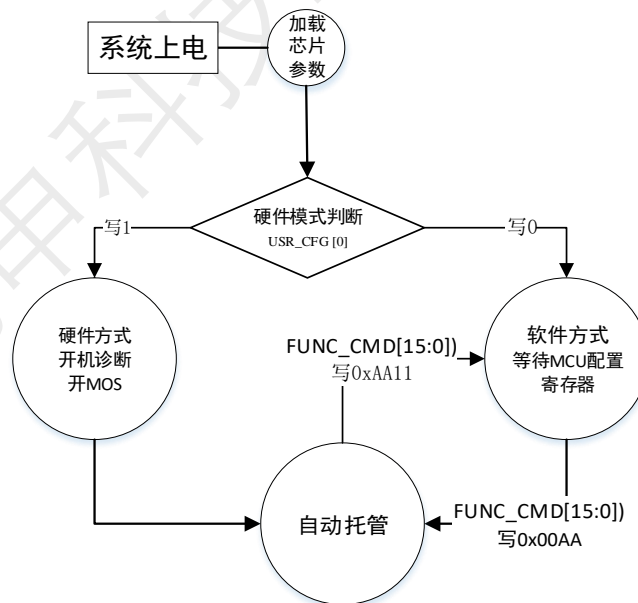 系统上电
加载
芯片
参数
硬件模式判断
USR_CFG [0]
写1
写0
硬件方式
开机诊断
开MOS
软件方式
等待MCU配置
寄存器
FUNC_CMD[15:0])
写0xAA11
自动托管
FUNC_CMD[15:0])
写0x00AA